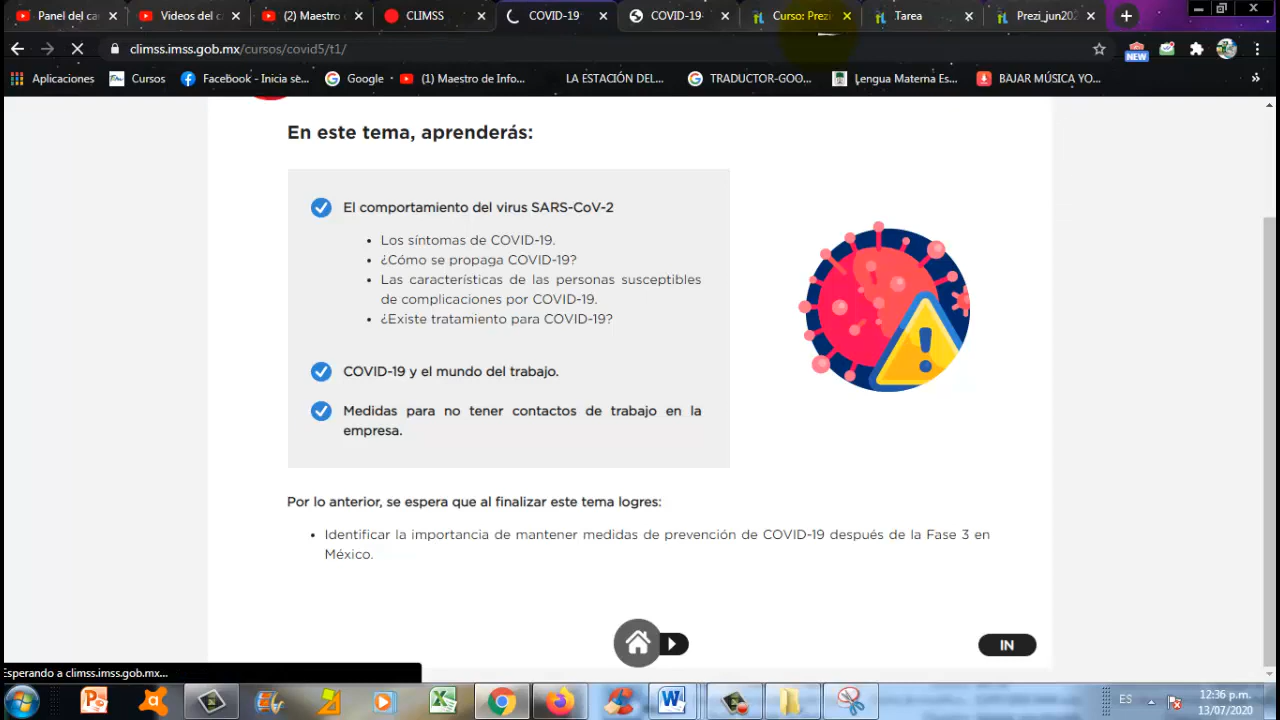 Panel del ca
Videos del c
(2) Maestro d
CLIMSS
COVID-19
COVID-19
Curso: Prezi
Tarea
Prezi_jun202
climss.imss.gob.mx/cursos/covid5/t1/
NEW
Aplicaciones
Cursos
Facebook - Inicia se...
Google
(1) Maestro de Info...
LA ESTACIÓN DEL...
TRADUCTOR-GOO...
Lengua Materna Es...
BAJAR MÚSICA YO...
En este tema, aprenderás:
El comportamiento del virus SARS-CoV-2
• Los síntomas de COVID-19.
• ¿Cómo se propaga COVID-19?
• Las características de las personas susceptibles
de complicaciones por COVID-19.
• ¿Existe tratamiento para COVID-19?
COVID-19 y el mundo del trabajo.
Medidas para no tener contactos de trabajo en la
empresa.
Por lo anterior, se espera que al finalizar este tema logres:
• Identificar la importancia de mantener medidas de prevención de COVID-19 después de la Fase 3 en
México.
IN
Esperando a climss.imss.gob.mx...
ES
12:36 p.m.
13/07/2020